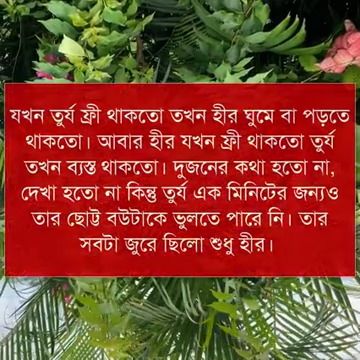 যখন তুর্য ফ্রী থাকতো তখন হীর ঘুমে বা পড়তে
থাকতো। আবার হীর যখন ফ্রী থাকতো তুর্য
তখন ব্যস্ত থাকতো। দুজনের কথা হতো না,
দেখা হতো না কিন্তু তুর্য এক মিনিটের জন্যও
তার ছোট্ট বউটাকে ভুলতে পারে নি। তার
সবটা জুরে ছিলো শুধু হীর।